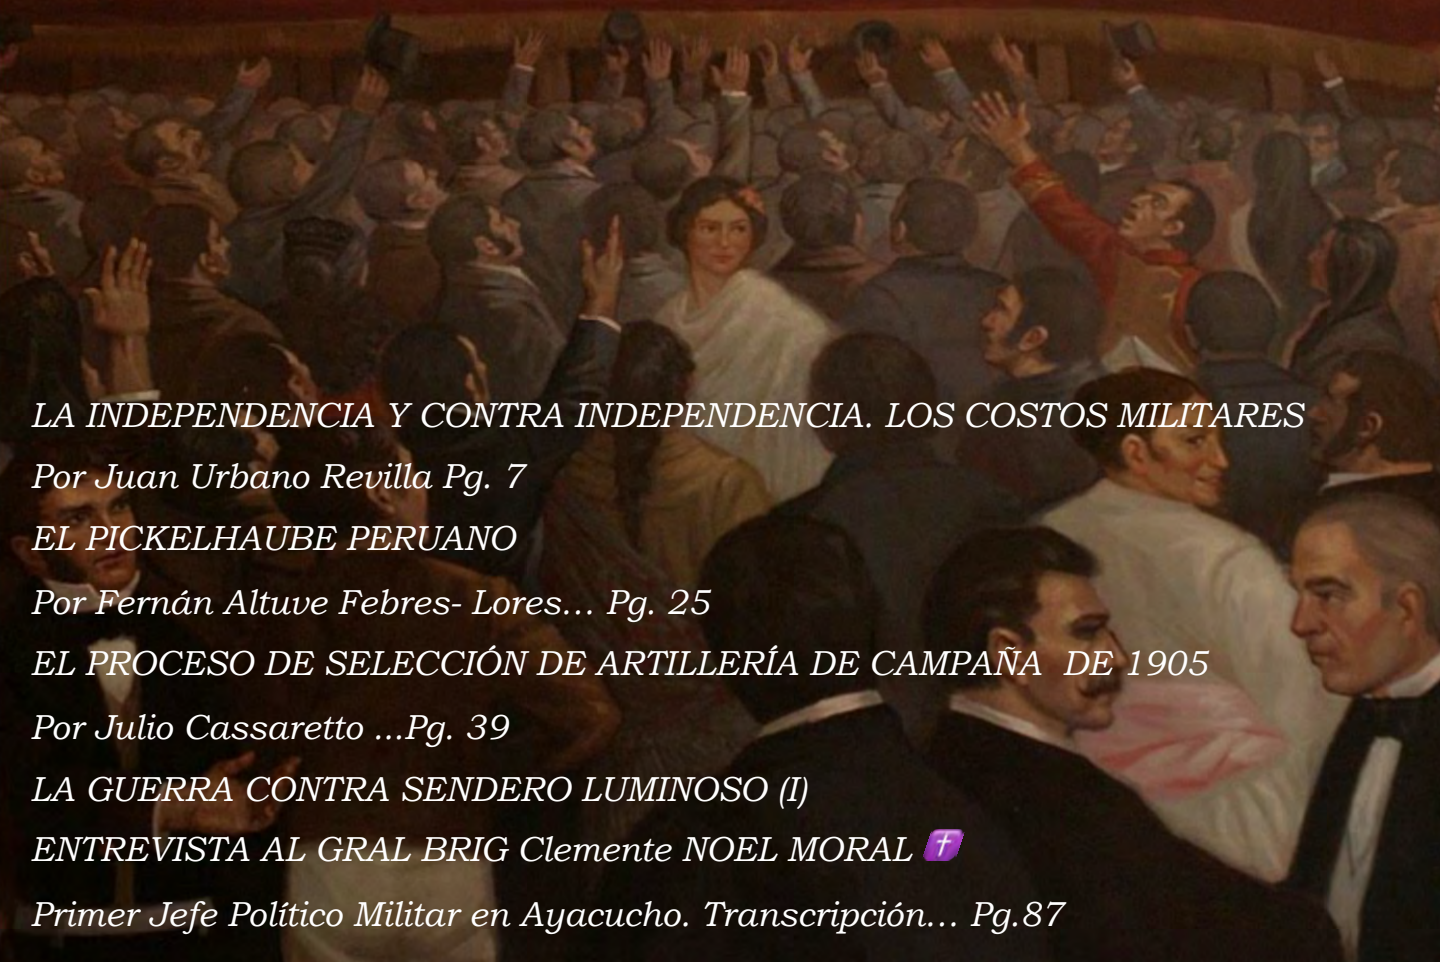 LA INDEPENDENCIA Y CONTRA INDEPENDENCIA. LOS COSTOS MILITARES
Por Juan Urbano Revilla Pg. 7
EL PICKELHAUBE PERUANO
Por Fernán Altuve Febres- Lores... Pg. 25
EL PROCESO DE SELECCIÓN DE ARTILLERÍA DE CAMPAÑA  DE 1905
Por Julio Cassaretto ...Pg. 39
LA GUERRA CONTRA SENDERO LUMINOSO (I)
ENTREVISTA AL GRAL BRIG Clemente NOEL MORAL ✝️
Primer Jefe Político Militar en Ayacucho. Transcripción... Pg.87